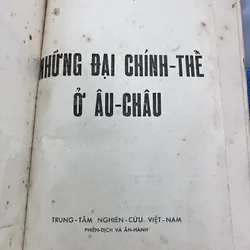 NHỮNG ĐẠI CHÍNH-THỂ
Ở ÂU-CHÂU
TRUNG-TÂM NGHIÊN-CỨU VIỆT-NAM
PHIÊN-DỊCH VÀ ẤN-HÀNH